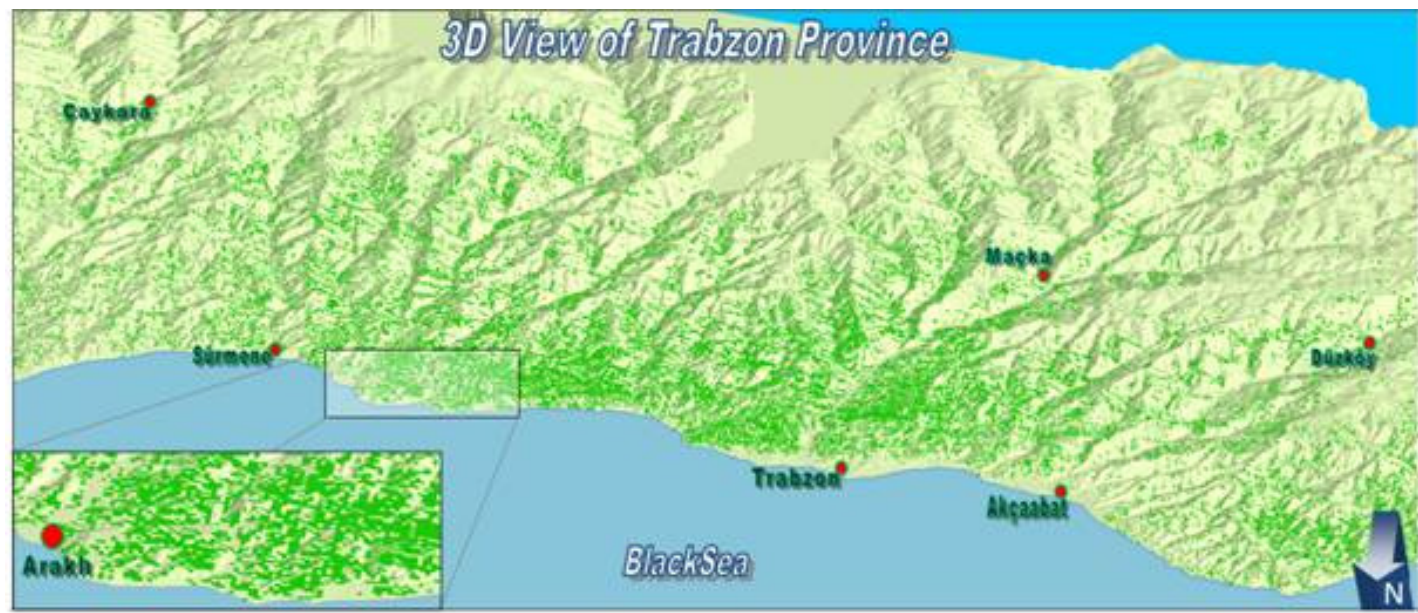 3D View of Trabzon Province
Çaykara
Maçka
Sürmene
Düzköy
Trabzon
Akçaabat
Araklı
BlackSea
N